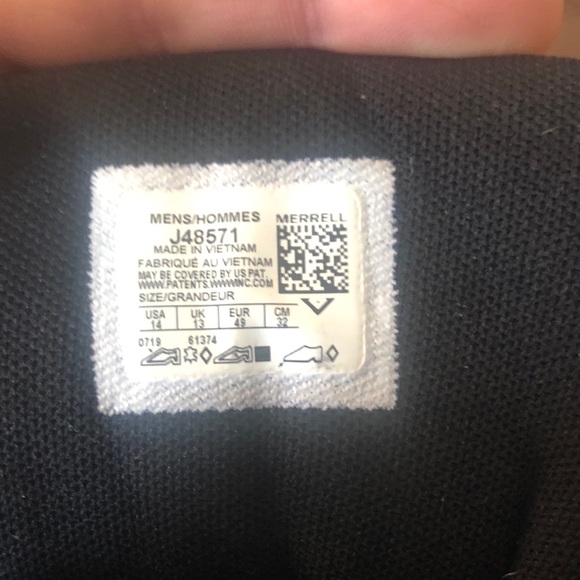 MENS/HOMMES MERRELL
J48571
MADE IN VIETNAM
FABRIQUÉ AU VIETNAM
MAY BE COVERED BY US PAT.
WWW.PATENTS.WWWINC.COM
SIZE/GRANDEUR
USA UK EUR CM
14 13 49 32
0719 61374